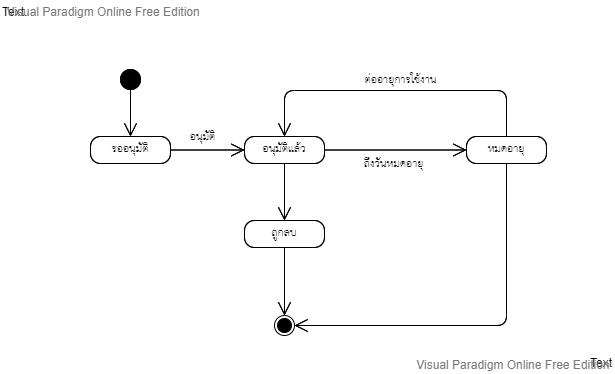 Text
Visual Paradigm Online Free Edition
ต่ออายุการใช้งาน
อนุมัติ
รออนุมัติ
อนุมัติแล้ว
หมดอายุ
ถึงวันหมดอายุ
ถูกลบ
Text
Visual Paradigm Online Free Edition